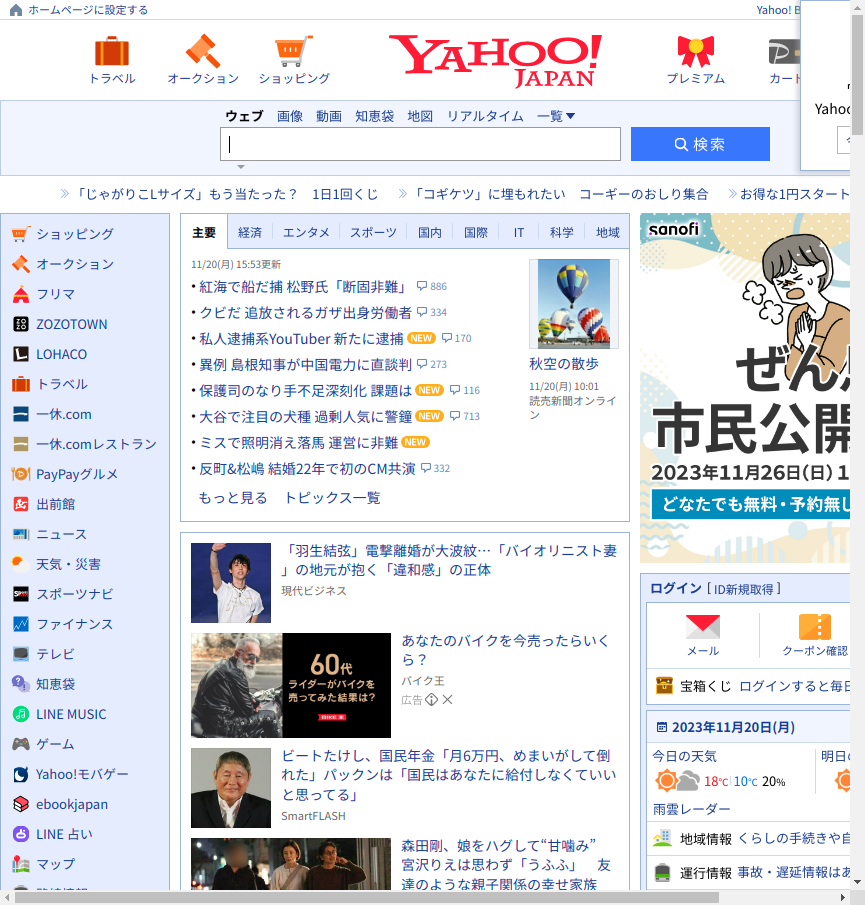 ホームページに設定する
Yahoo! B
トラベル
オークション
ショッピング
YAHOO!
JAPAN
プレミアム
カード
Yahoo
ウェブ 画像 動画 知恵袋 地図 リアルタイム 一覧
検索
「じゃがりこLサイズ」もう当たった？ 1日1回くじ
「コギケツ」に埋もれたい コーギーのおしり集合
お得な1円スタート
ショッピング
オークション
フリマ
ZOZOTOWN
LOHACO
トラベル
一休.com
一休.comレストラン
PayPayグルメ
出前館
ニュース
天気・災害
スポーツナビ
ファイナンス
テレビ
知恵袋
LINE MUSIC
ゲーム
Yahoo!モバゲー
ebookjapan
LINE 占い
マップ
主要 経済 エンタメ スポーツ 国内 国際 IT 科学 地域
11/20(月) 15:53更新
紅海で船だ捕 松野氏「断固非難」 886
クビだ 追放されるガザ出身労働者 334
私人逮捕系YouTuber 新たに逮捕 NEW 170
異例 島根知事が中国電力に直談判 273
保護司のなり手不足深刻化 課題は NEW 116
大谷で注目の犬種 過剰人気に警鐘 NEW 713
ミスで照明消え落馬 運営に非難 NEW
反町&松嶋 結婚22年で初のCM共演 332
もっと見る トピックス一覧
秋空の散歩
11/20(月) 10:01
読売新聞オンライ
ン
「羽生結弦」電撃離婚が大波紋…「バイオリニスト妻
」の地元が抱く「違和感」の正体
現代ビジネス
60代
ライダーがバイクを
売ってみた結果は？
あなたのバイクを今売ったらいく
ら？
バイク王
広告
ビートたけし、国民年金「月6万円、めまいがして倒
れた」パックンは「国民はあなたに給付しなくていい
と思ってる」
SmartFLASH
森田剛、娘をハグして“甘噛み”
宮沢りえは思わず「うふふ」 友
達のような親子関係の幸せ家族
sanofi
ぜん
市民公開
2023年11月26日(日) 1
どなたでも無料・予約無し
ログイン [ ID新規取得 ]
メール
クーポン確認
宝箱くじ ログインすると毎日
2023年11月20日(月)
今日の天気
明日の
18℃ 10℃ 20%
雨雲レーダー
地域情報 くらしの手続きや自
運行情報 事故・遅延情報はあ